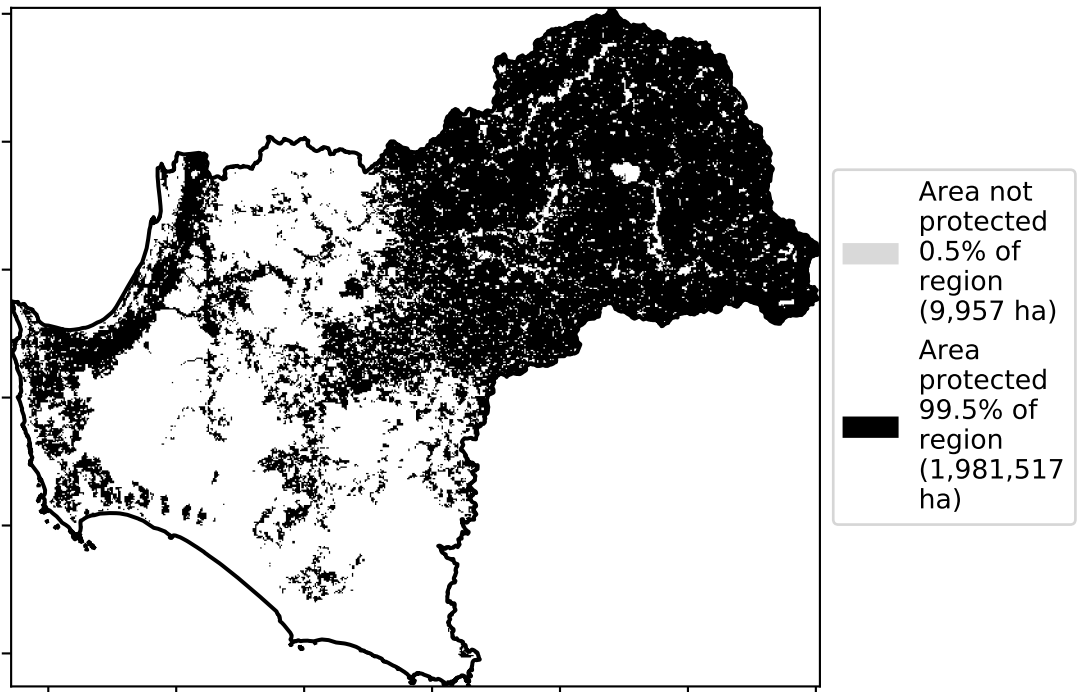 Area not
protected
0.5% of
region
(9,957 ha)
Area
protected
99.5% of
region
(1,981,517
ha)